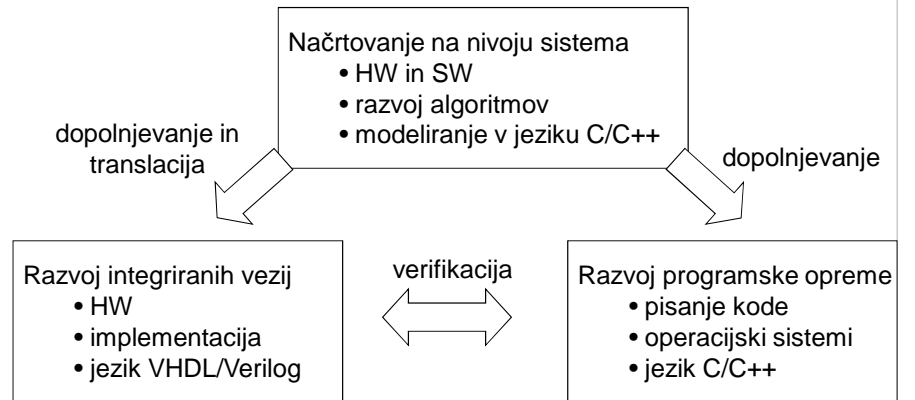 Načrtovanje na nivoju sistema
• HW in SW
• razvoj algoritmov
• modeliranje v jeziku C/C++
dopolnjevanje in
translacija
dopolnjevanje
Razvoj integriranih vezij
• HW
• implementacija
• jezik VHDL/Verilog
verifikacija
Razvoj programske opreme
• pisanje kode
• operacijski sistemi
• jezik C/C++